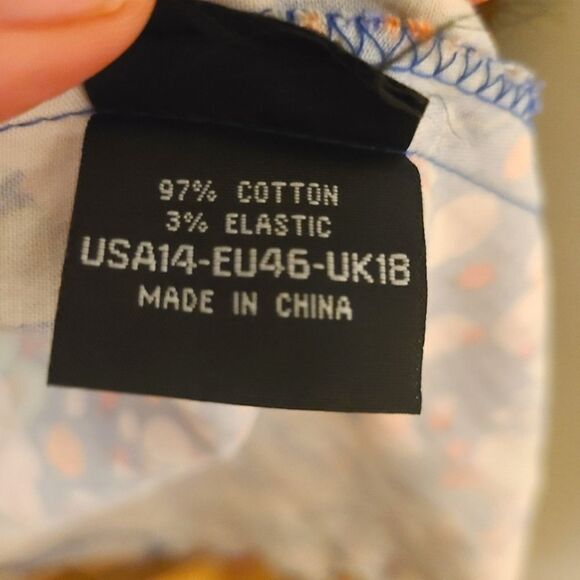 97% COTTON
3% ELASTIC
USA14-EU46-UK18
MADE IN CHINA